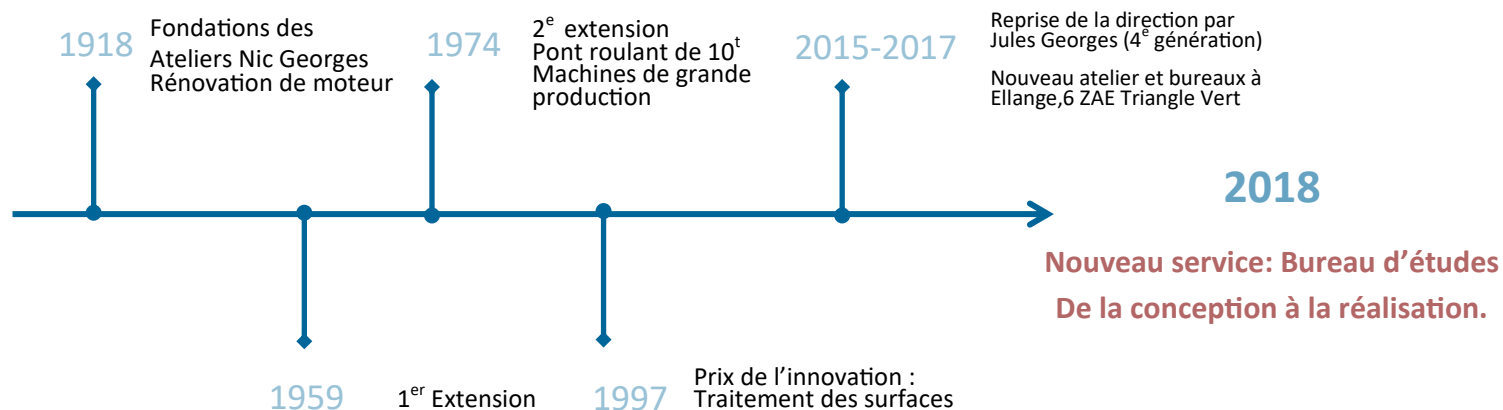 1918
Fondations des
Ateliers Nic Georges
Rénovation de moteur
1974
2e extension
Pont roulant de 10t
Machines de grande
production
2015-2017
Reprise de la direction par
Jules Georges (4e génération)
Nouveau atelier et bureaux à
Ellange,6 ZAE Triangle Vert
2018
Nouveau service: Bureau d’études
De la conception à la réalisation.
1959
1er Extension
1997
Prix de l’innovation :
Traitement des surfaces